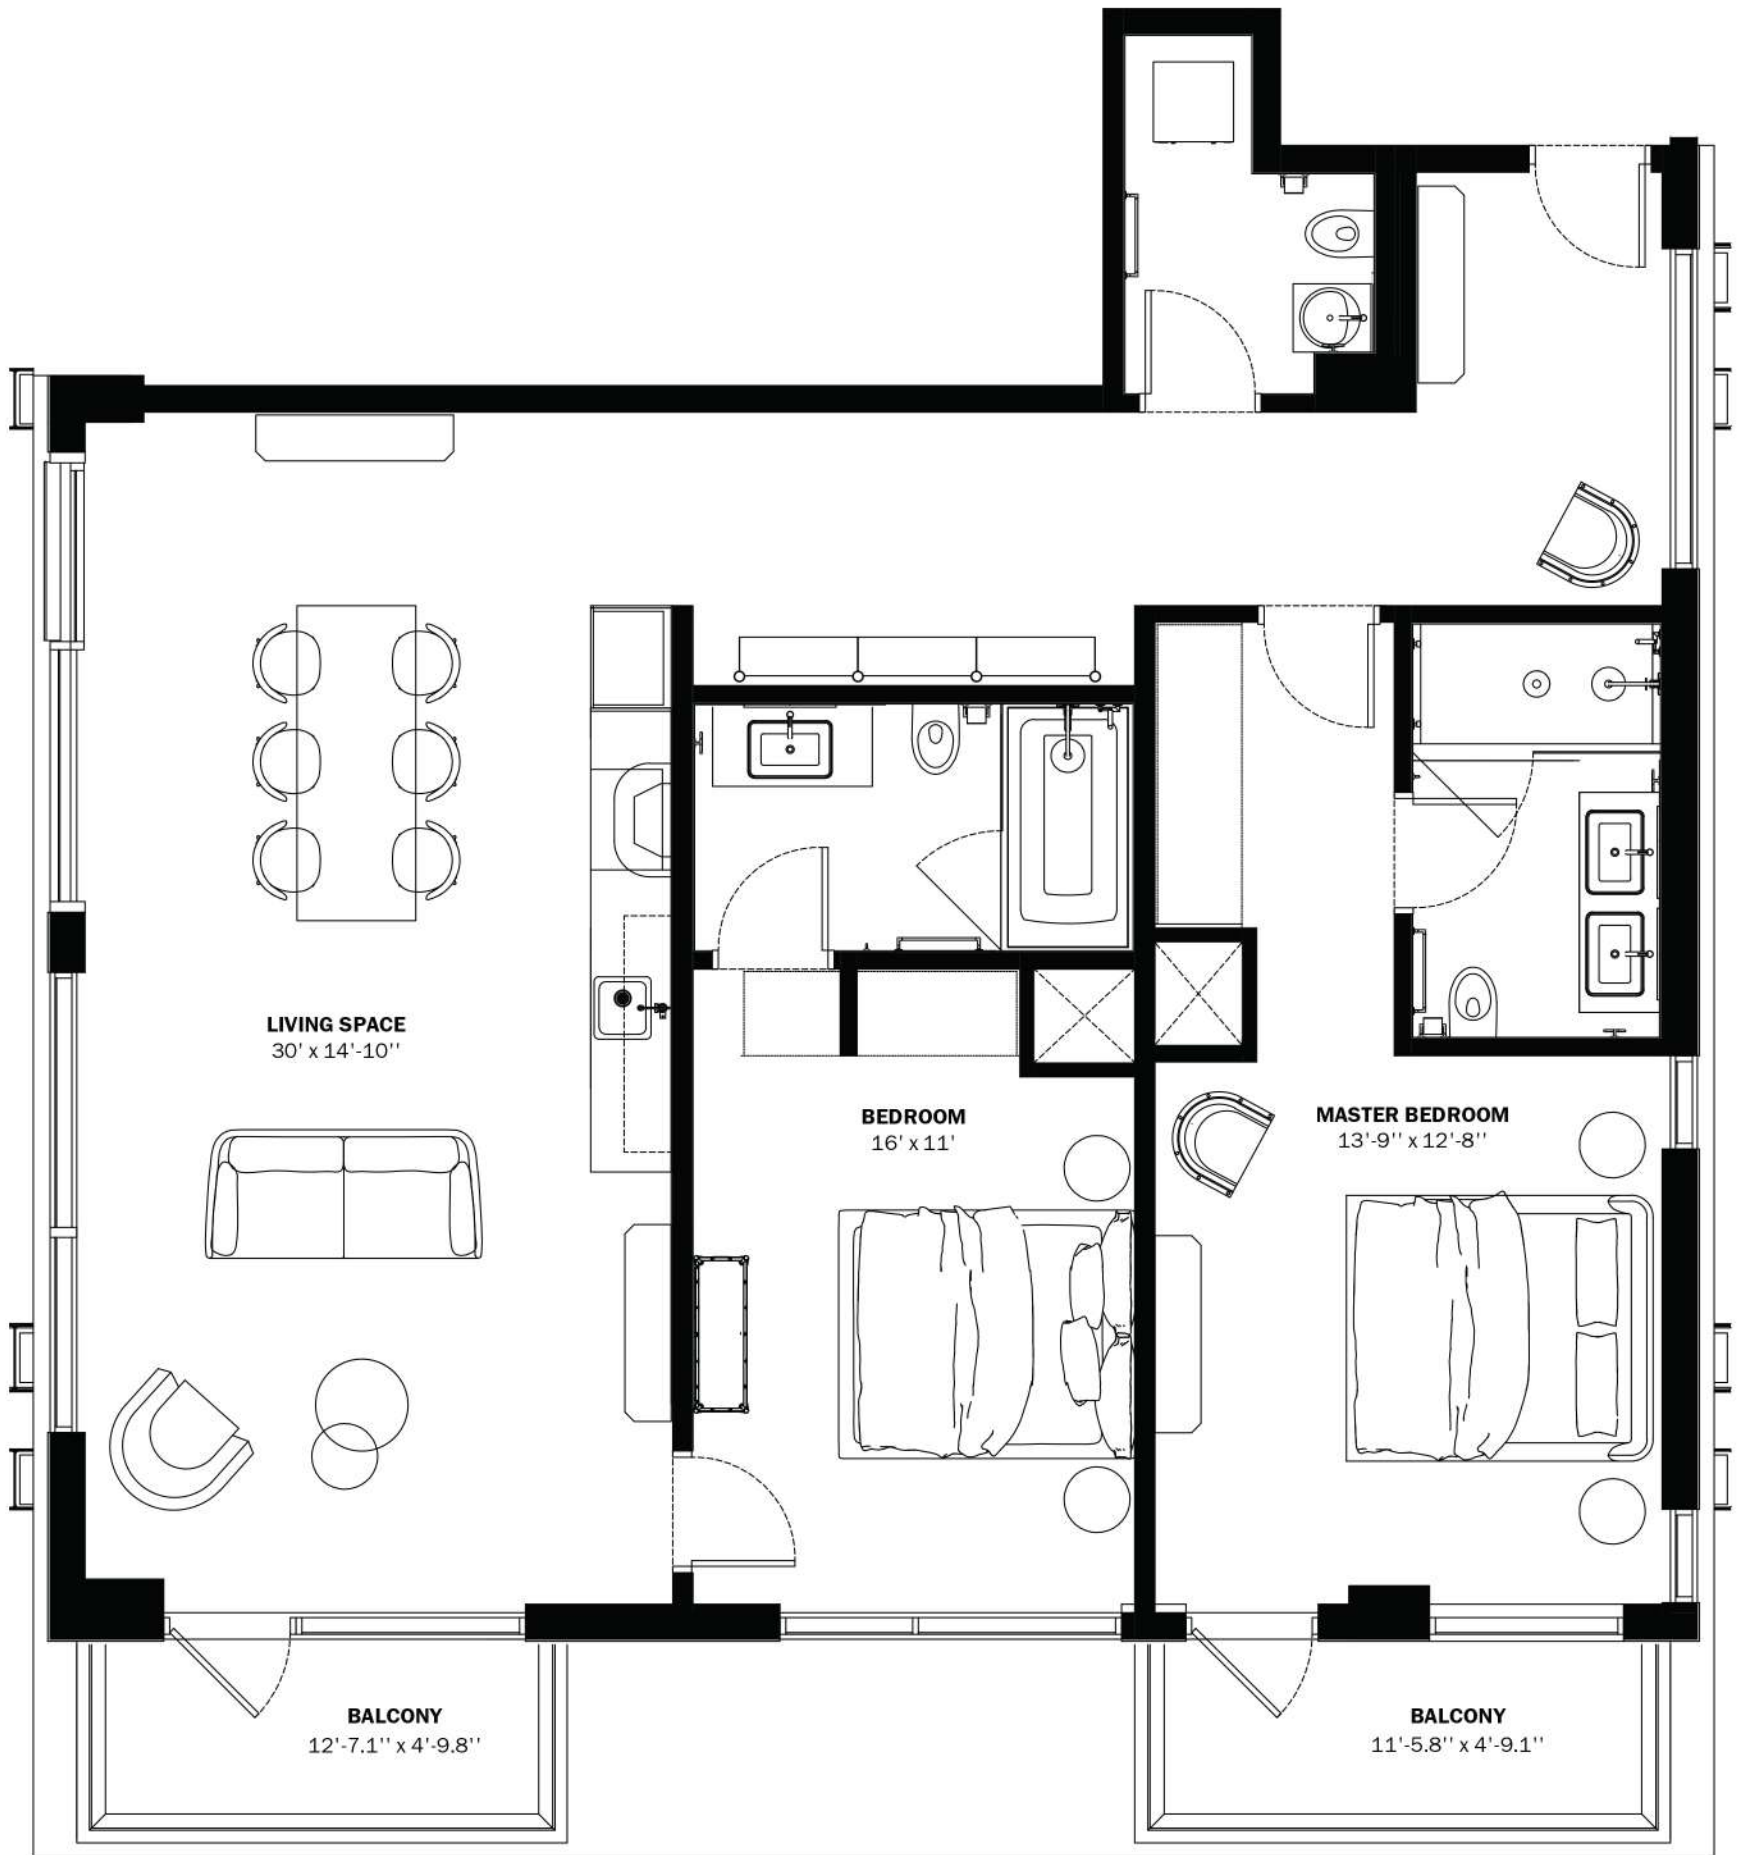 LIVING SPACE
30' x 14'-10''
BEDROOM
16' x 11'
MASTER BEDROOM
13'-9'' x 12'-8''
BALCONY
12'-7.1'' x 4'-9.8''
BALCONY
11'-5.8'' x 4'-9.1''